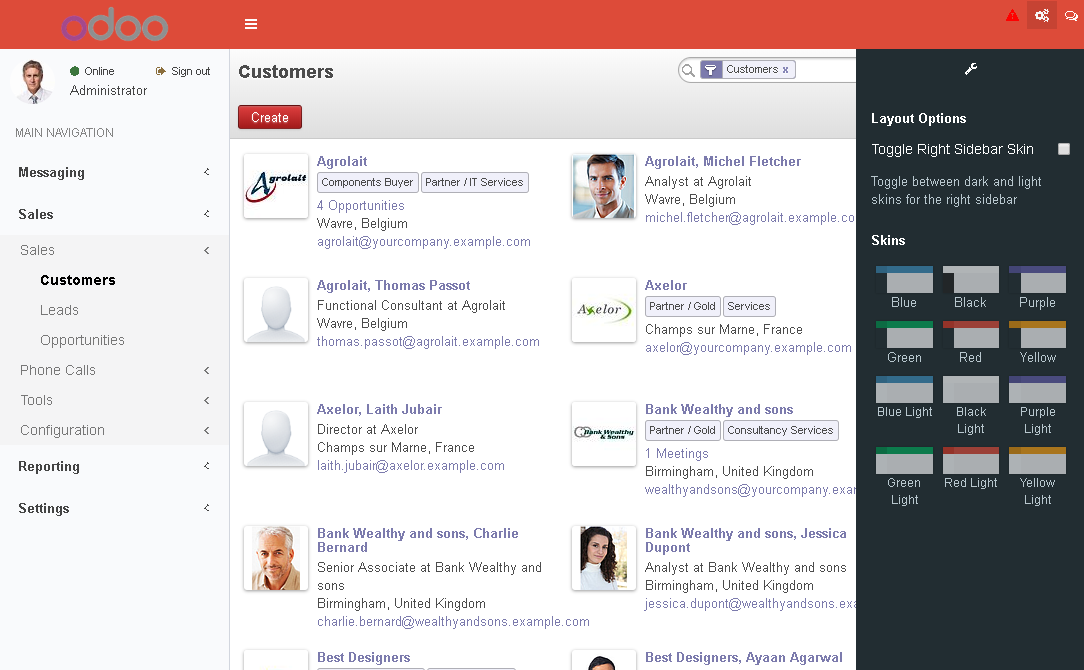 odoo
Online
Sign out
Administrator
MAIN NAVIGATION
Messaging
Sales
Sales
Customers
Leads
Opportunities
Phone Calls
Tools
Configuration
Reporting
Settings
Customers
Customers x
Create
Agrolait
Agrolait
Components Buyer Partner / IT Services
4 Opportunities
Wavre, Belgium
agrolait@yourcompany.example.com
Agrolait, Michel Fletcher
Analyst at Agrolait
Wavre, Belgium
michel.fletcher@agrolait.example.co
Agrolait, Thomas Passot
Functional Consultant at Agrolait
Wavre, Belgium
thomas.passot@agrolait.example.com
Axelor
Axelor
Partner / Gold Services
Champs sur Marne, France
axelor@yourcompany.example.com
Axelor, Laith Jubair
Director at Axelor
Champs sur Marne, France
laith.jubair@axelor.example.com
Bank Wealthy
& Sons
Bank Wealthy and sons
Partner / Gold Consultancy Services
1 Meetings
Birmingham, United Kingdom
wealthyandsons@yourcompany.exa
Bank Wealthy and sons, Charlie
Bernard
Senior Associate at Bank Wealthy and
sons
Birmingham, United Kingdom
charlie.bernard@wealthyandsons.example.com
Bank Wealthy and sons, Jessica
Dupont
Analyst at Bank Wealthy and sons
Birmingham, United Kingdom
jessica.dupont@wealthyandsons.exa
Best Designers
Best Designers, Ayaan Agarwal
Layout Options
Toggle Right Sidebar Skin
Toggle between dark and light
skins for the right sidebar
Skins
Blue
Black
Purple
Green
Red
Yellow
Blue Light
Black
Light
Purple
Light
Green
Light
Red Light
Yellow
Light